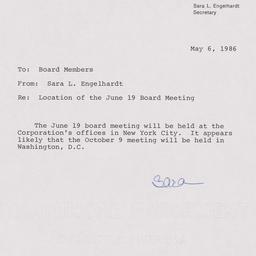 Sara L. Engelhardt
Secretary
May 6, 1986
To: Board Members
From: Sara L. Engelhardt
Re: Location of the June 19 Board Meeting
The June 19 board meeting will be held at the
Corporation's offices in New York City. It appears
likely that the October 9 meeting will be held in
Washington, D.C.
Sara